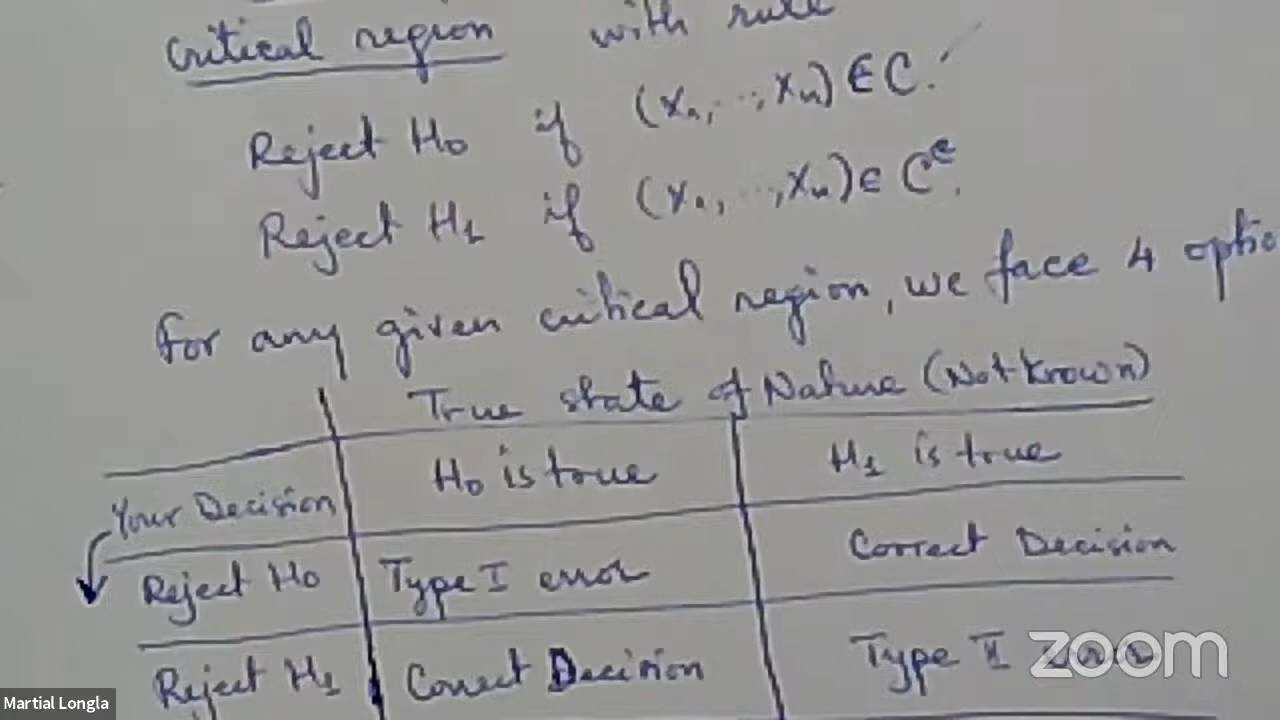 Critical region with rule
Reject H₀ if (X₁, ..., Xₙ) ∈ C.
Reject H₁ if (X₁, ..., Xₙ) ∈ Cᶜ.
For any given critical region, we face 4 optio
True state of Nature (Not Known)
Your Decision H₀ is true H₁ is true
Reject H₀ Type I error Correct Decision
Reject H₁ Correct Decision Type II error
zoom
Martial Longla